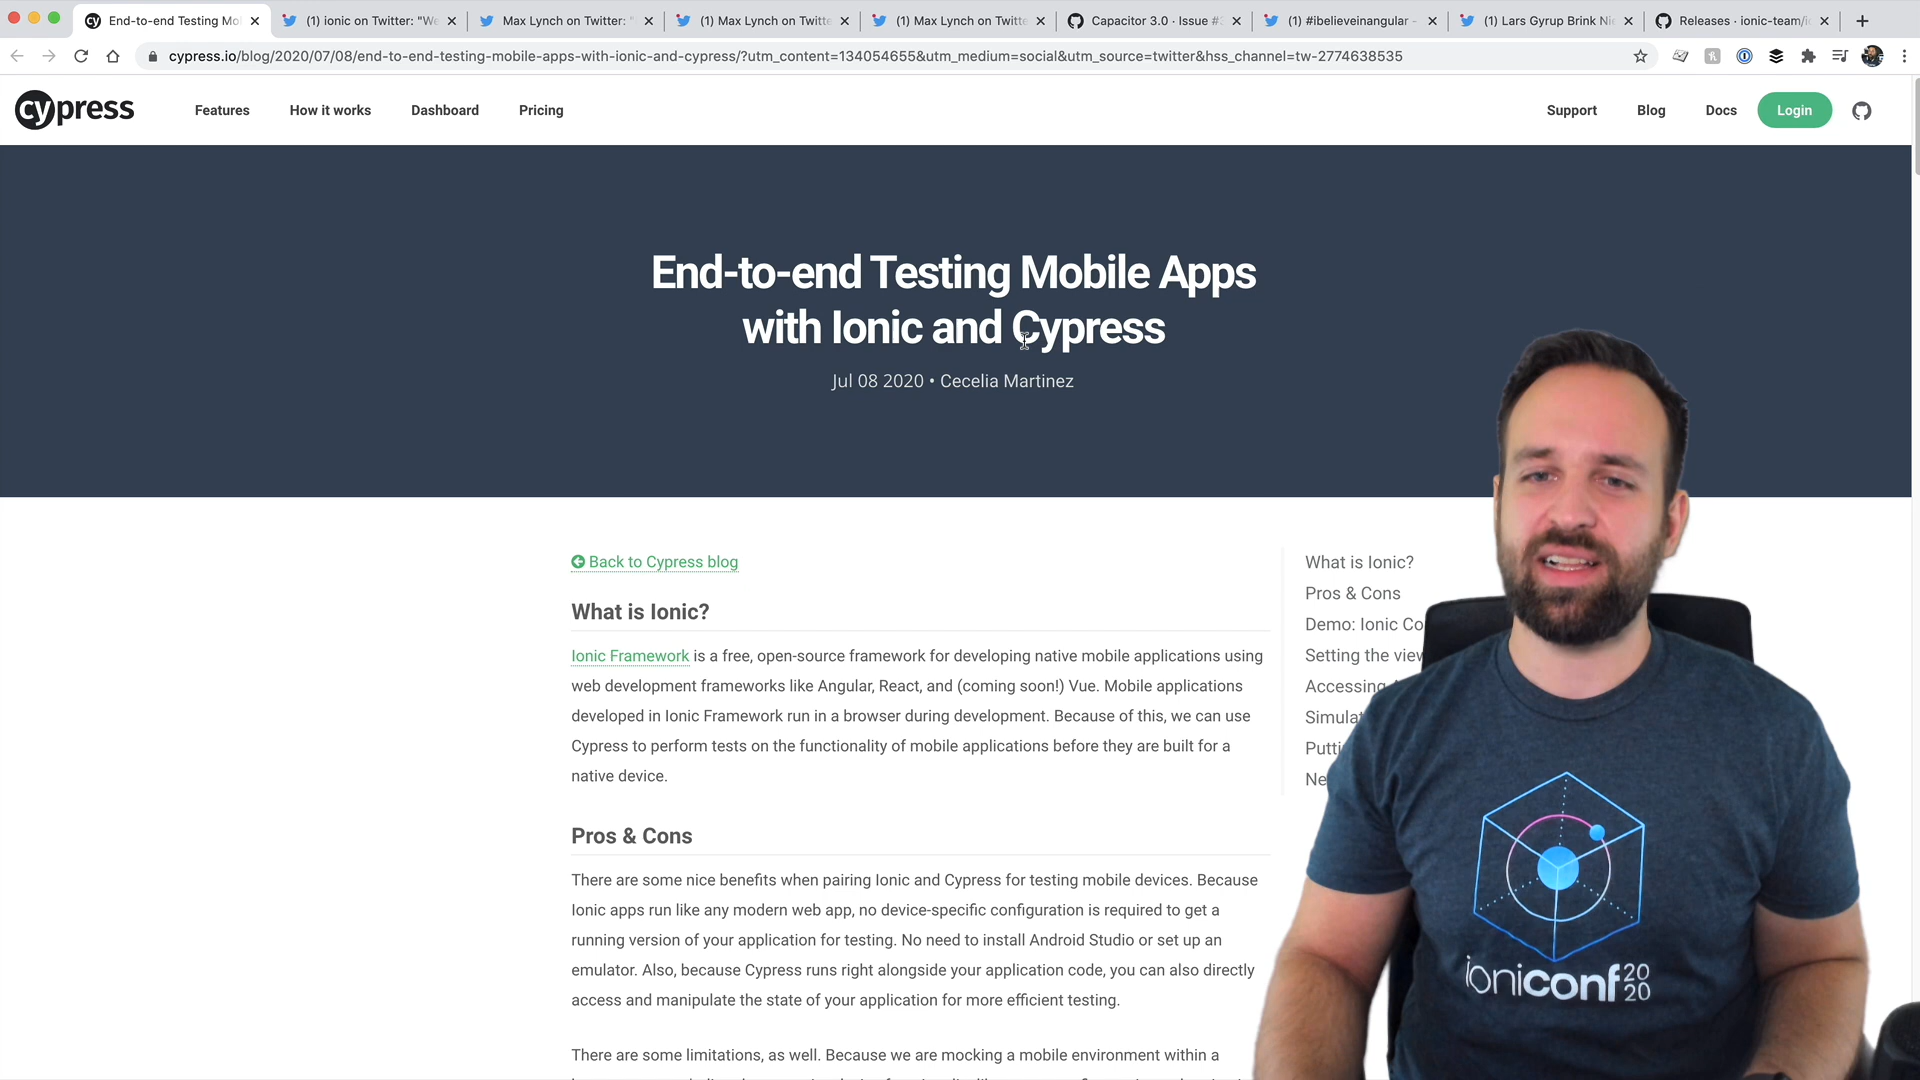 End-to-end Testing Mo
(1) ionic on Twitter: "We
Max Lynch on Twitter: "
(1) Max Lynch on Twitte
(1) Max Lynch on Twitte
Capacitor 3.0 · Issue #
(1) #ibelieveinangular -
(1) Lars Gyrup Brink Ni
Releases · ionic-team/i
cypress.io/blog/2020/07/08/end-to-end-testing-mobile-apps-with-ionic-and-cypress/?utm_content=134054655&utm_medium=social&utm_source=twitter&hss_channel=tw-2774638535
cypress
Features
How it works
Dashboard
Pricing
Support
Blog
Docs
Login
End-to-end Testing Mobile Apps
with Ionic and Cypress
Jul 08 2020 • Cecelia Martinez
Back to Cypress blog
What is Ionic?
Ionic Framework is a free, open-source framework for developing native mobile applications using
web development frameworks like Angular, React, and (coming soon!) Vue. Mobile applications
developed in Ionic Framework run in a browser during development. Because of this, we can use
Cypress to perform tests on the functionality of mobile applications before they are built for a
native device.
Pros & Cons
There are some nice benefits when pairing Ionic and Cypress for testing mobile devices. Because
Ionic apps run like any modern web app, no device-specific configuration is required to get a
running version of your application for testing. No need to install Android Studio or set up an
emulator. Also, because Cypress runs right alongside your application code, you can also directly
access and manipulate the state of your application for more efficient testing.
There are some limitations, as well. Because we are mocking a mobile environment within a
What is Ionic?
Pros & Cons
Demo: Ionic Co
Setting the view
Accessing
Simulat
Putti
Ne
ioniconf 20
20